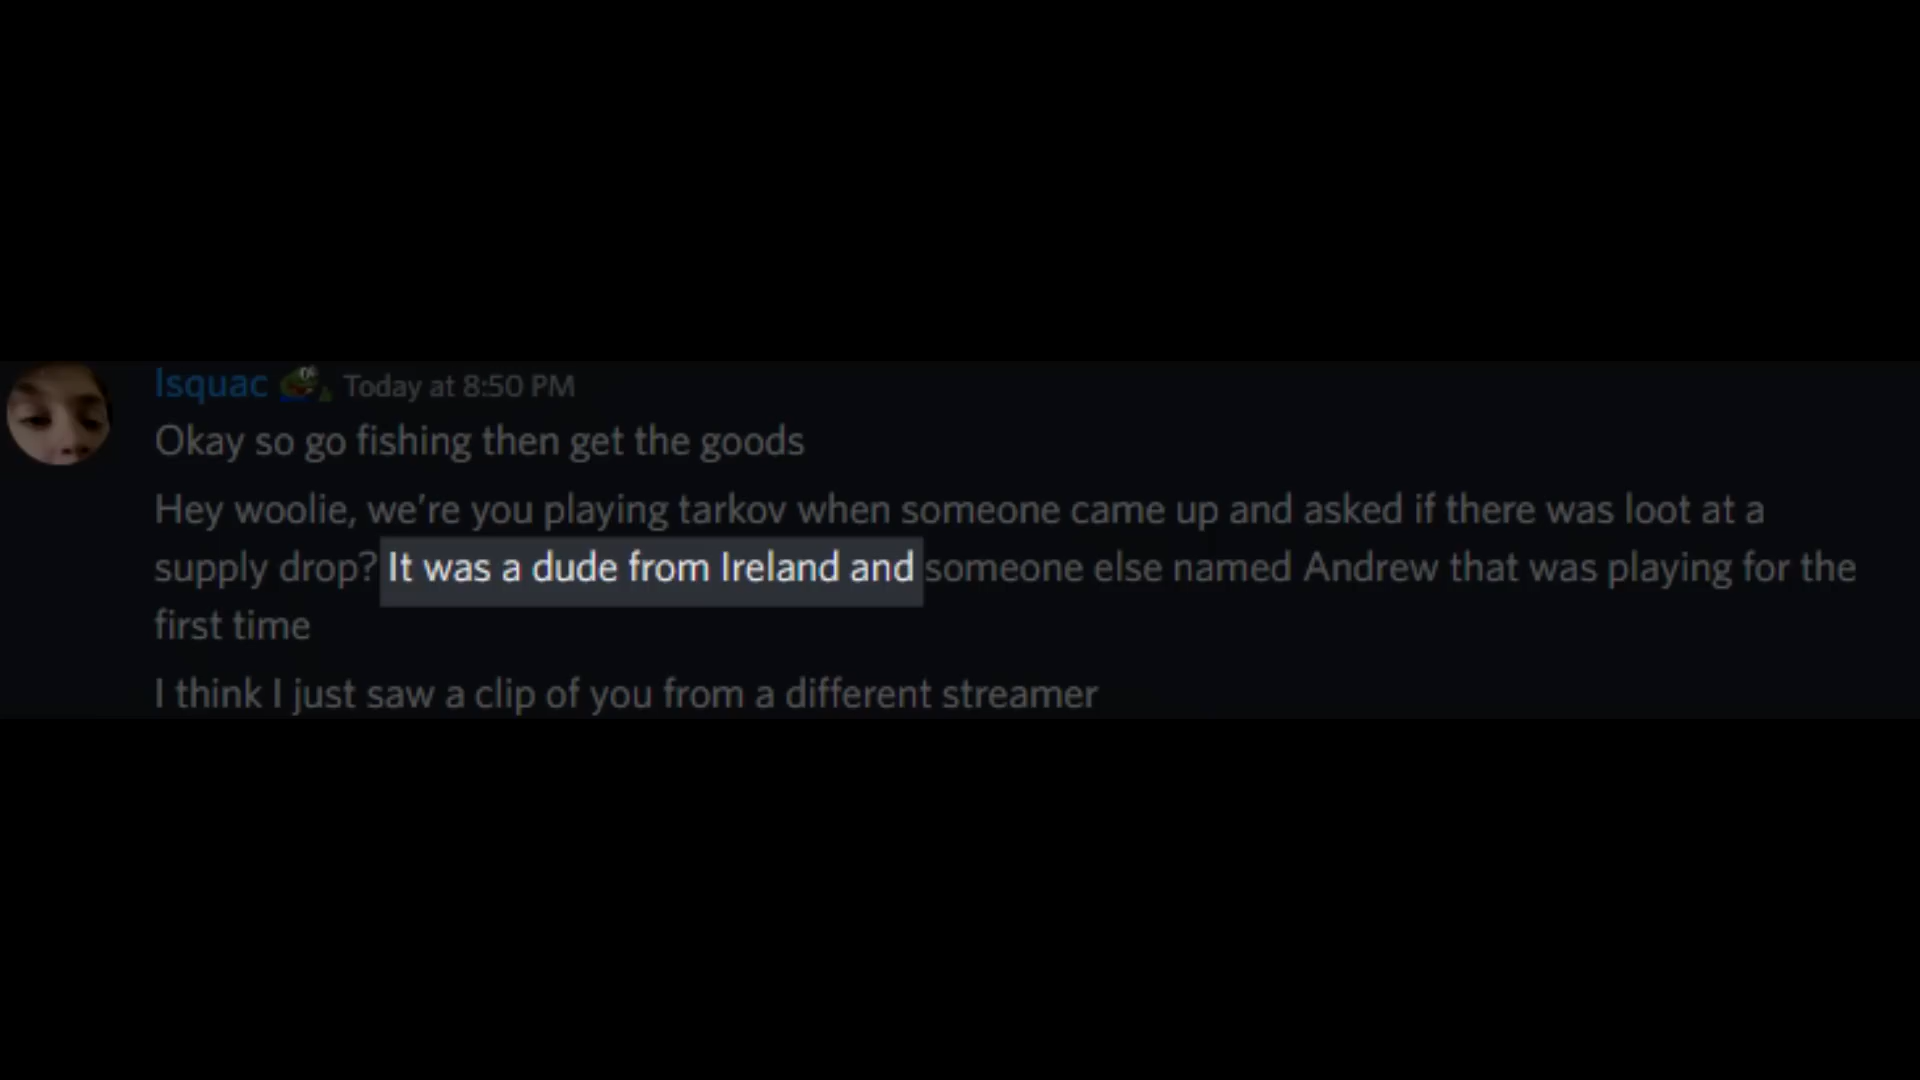 Isquac Today at 8:50 PM
Okay so go fishing then get the goods
Hey woolie, we're you playing tarkov when someone came up and asked if there was loot at a
supply drop? It was a dude from Ireland and someone else named Andrew that was playing for the
first time
I think I just saw a clip of you from a different streamer